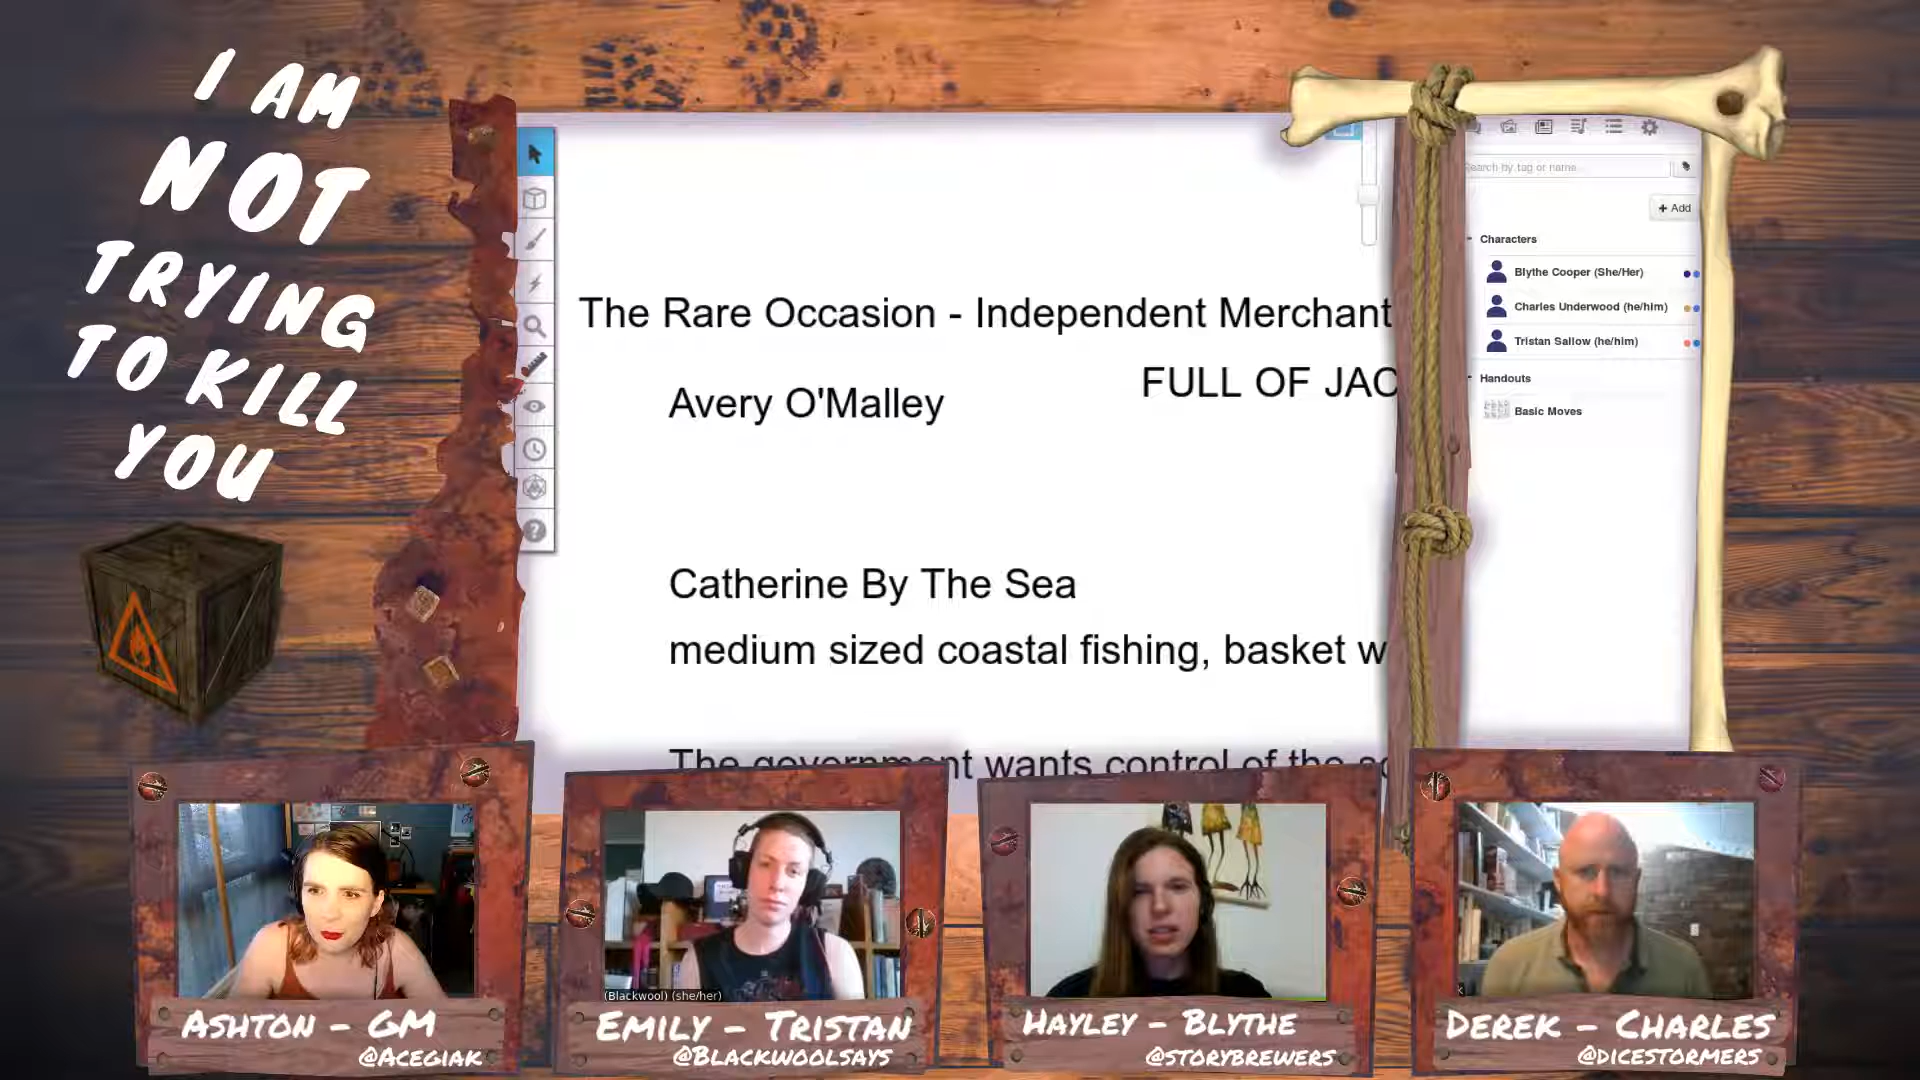 I AM
NOT
TRYING
TO KILL
YOU
The Rare Occasion - Independent Merchant
FULL OF JAC
Avery O'Malley
Catherine By The Sea
medium sized coastal fishing, basket w
The government wants control of the
Search by tag or name
+ Add
Characters
Blythe Cooper (She/Her)
Charles Underwood (he/him)
Tristan Sallow (he/him)
Handouts
Basic Moves
(Blackwool) (she/her)
ASHTON - GM
@ACEGIAK
EMILY - TRISTAN
@BLACKWOOLSAYS
HAYLEY - BLYTHE
@STORYBREWERS
DEREK - CHARLES
@DICESTORMERS